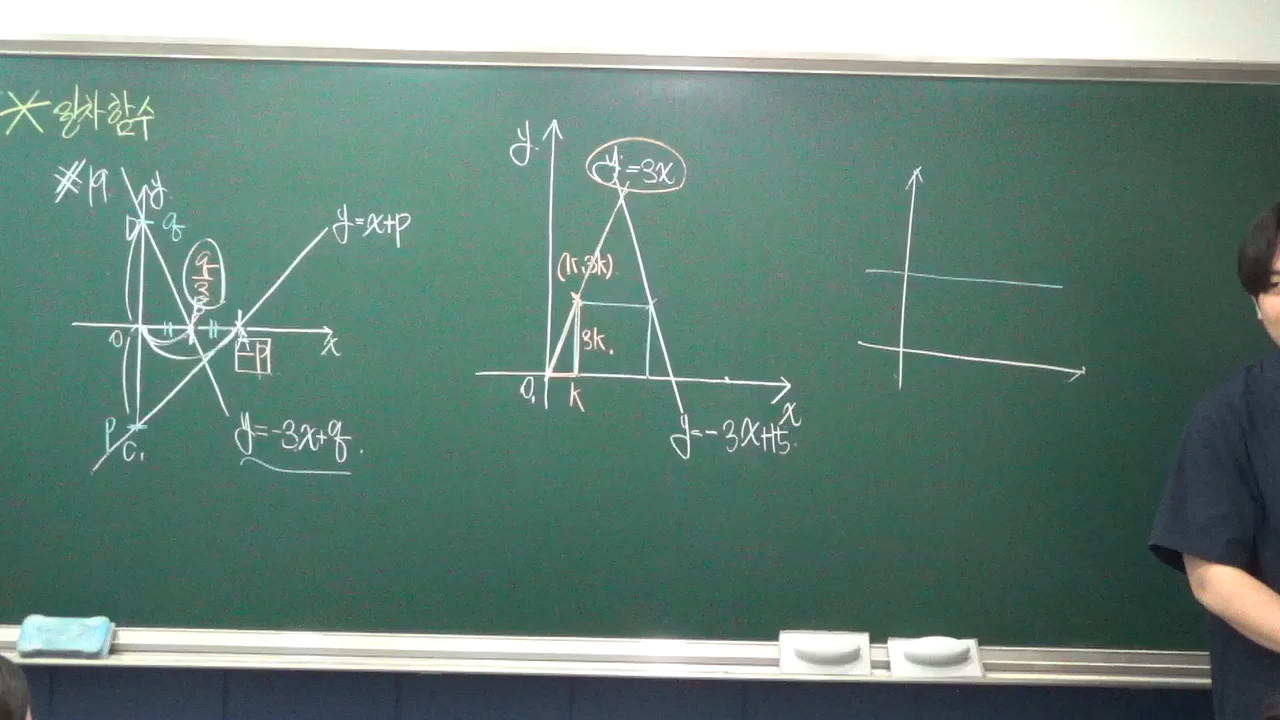 일차함수
19
y
D
q
y=x+p
q/3
O
x
-p
p
C
y=-3x+q.
y
y=3x
(k,3k)
3k
O
k
x
y=-3x+15